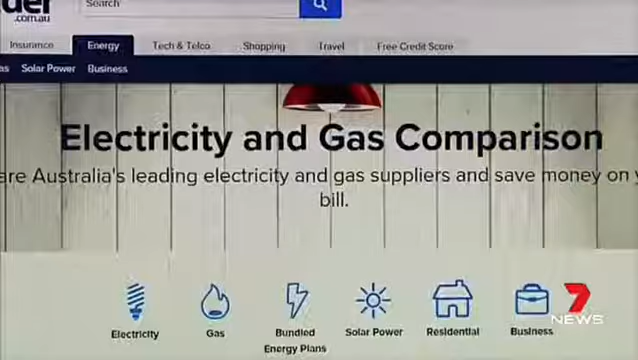 der
.com.au
Search
Insurance
Energy
Tech & Telco
Shopping
Travel
Free Credit Score
as
Solar Power
Business
Electricity and Gas Comparison
are Australia's leading electricity and gas suppliers and save money on y
bill.
Electricity
Gas
Bundled
Energy Plans
Solar Power
Residential
Business
7
NEWS